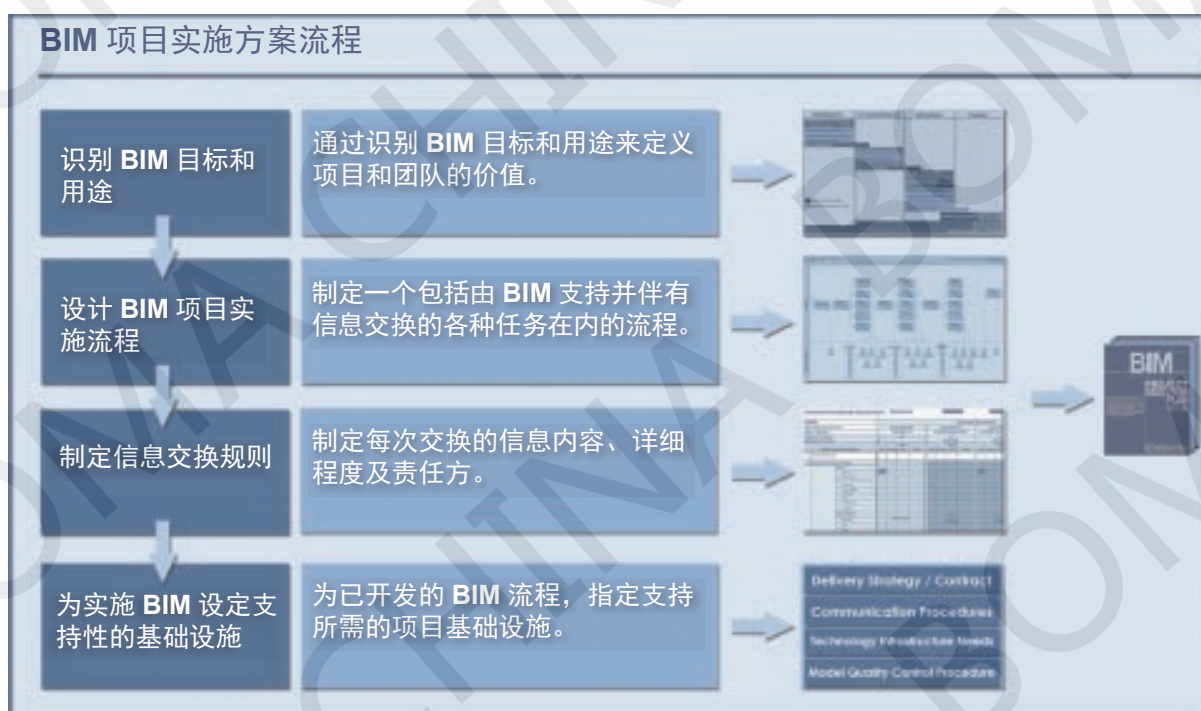 BIM 项目实施方案流程
识别 BIM 目标和
用途
通过识别 BIM 目标和用途来定义
项目和团队的价值。
设计 BIM 项目实
施流程
制定一个包括由 BIM 支持并伴有
信息交换的各种任务在内的流程。
制定信息交换规则
制定每次交换的信息内容、详细
程度及责任方。
为实施 BIM 设定支
持性的基础设施
为已开发的 BIM 流程，指定支持
所需的项目基础设施。
Delivery Strategy / Contract
Communication Procedures
Technology Infrastructure Needs
Model Quality Control Procedure
BIM
BOMA CHINA